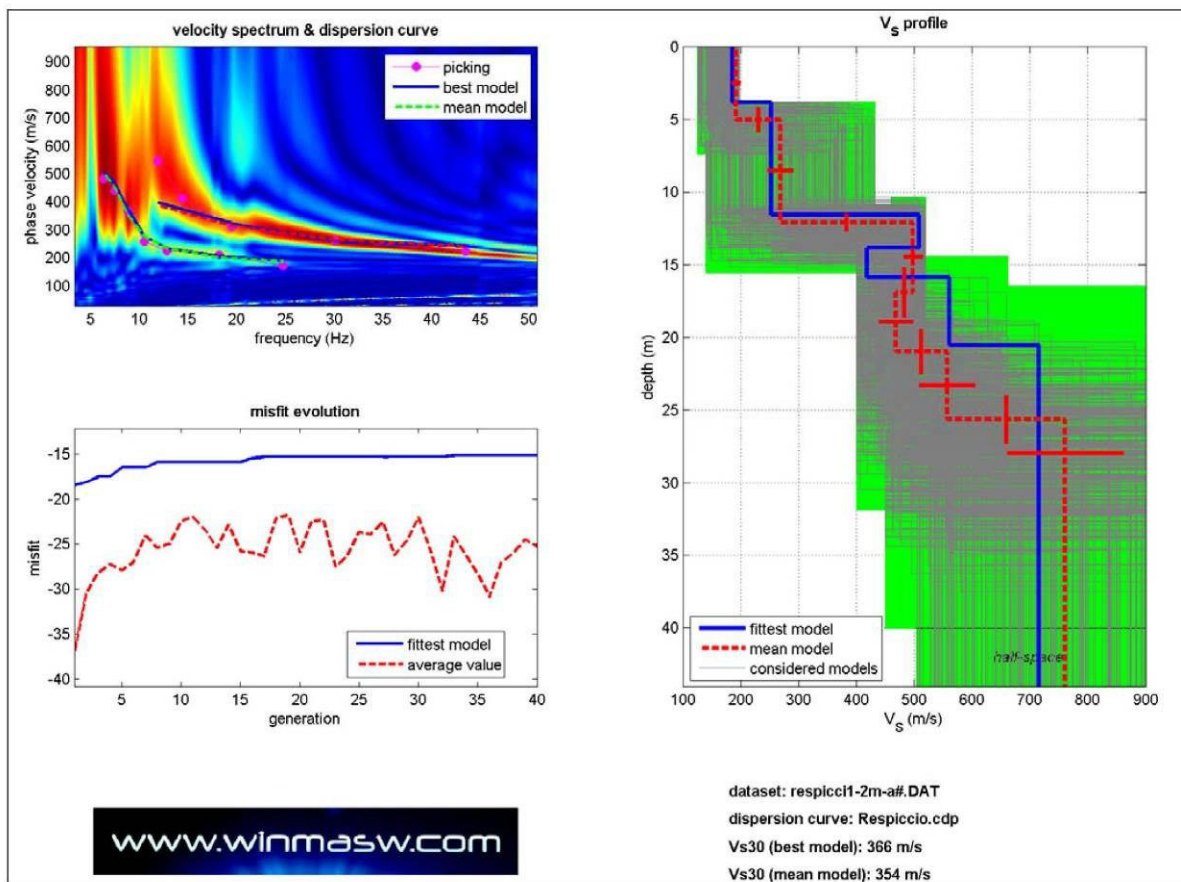 velocity spectrum & dispersion curve
900
800
700
600
500
400
300
200
100
phase velocity (m/s)
picking
best model
mean model
5 10 15 20 25 30 35 40 45 50
frequency (Hz)
misfit evolution
-15
-20
-25
-30
-35
-40
misfit
fittest model
average value
5 10 15 20 25 30 35 40
generation
VS profile
0
5
10
15
20
25
30
35
40
depth (m)
fittest model
mean model
considered models
half-space
100 200 300 400 500 600 700 800 900
VS (m/s)
www.winmasw.com
dataset: respicci1-2m-a#.DAT
dispersion curve: Respiccio.cdp
Vs30 (best model): 366 m/s
Vs30 (mean model): 354 m/s